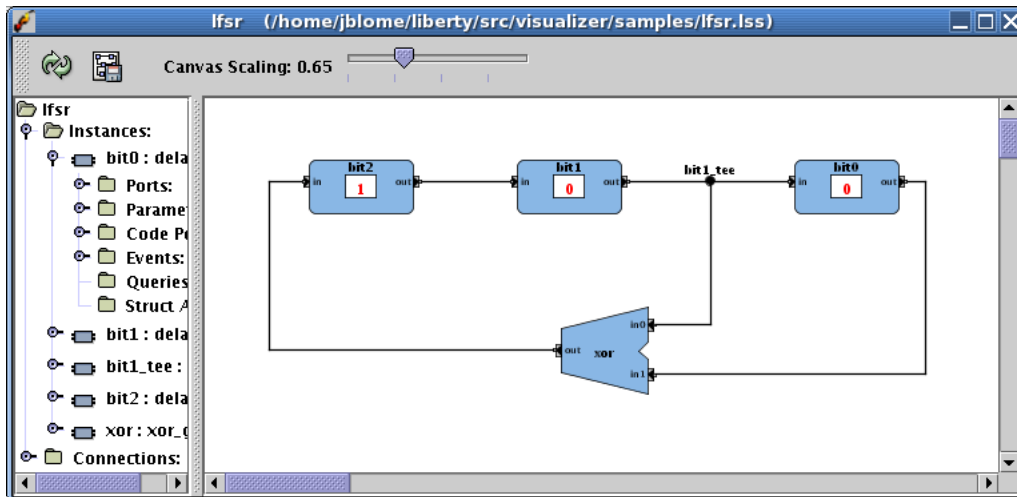 lfsr (/home/jblome/liberty/src/visualizer/samples/lfsr.lss)
Canvas Scaling: 0.65
lfsr
Instances:
bit0 : dela
Ports:
Paramet
Code P
Events:
Queries
Struct A
bit1 : dela
bit1_tee :
bit2 : dela
xor : xor_g
Connections:
bit2
in 1 out
bit1
in 0 out
bit1_tee
bit0
in 0 out
in0
out xor
in1